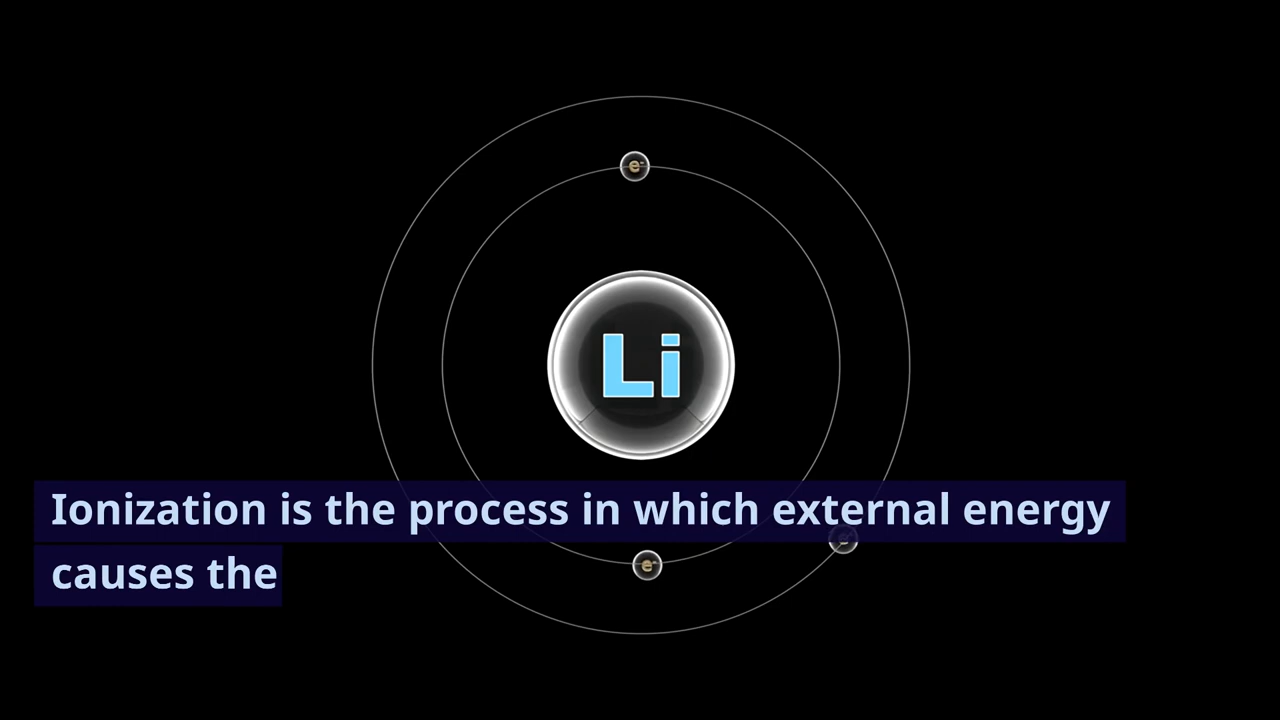 e⁻
Li
Ionization is the process in which external energy
causes the
e⁻
e⁻